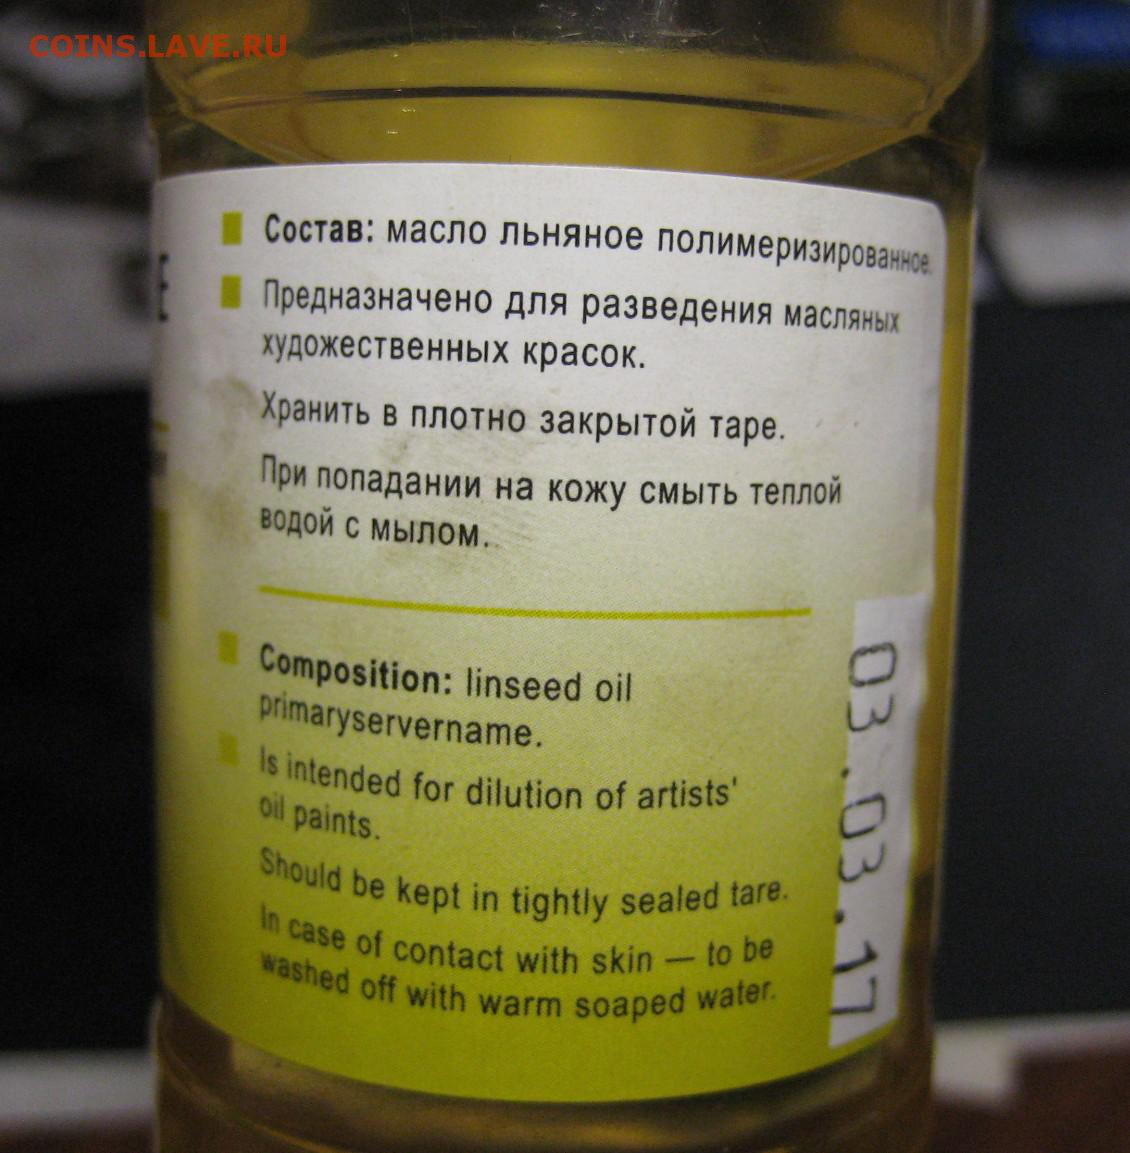 COINS.LAVE.RU
Состав: масло льняное полимеризированное.
Предназначено для разведения масляных
художественных красок.
Хранить в плотно закрытой таре.
При попадании на кожу смыть теплой
водой с мылом.
Composition: linseed oil
primaryservername.
Is intended for dilution of artists'
oil paints.
Should be kept in tightly sealed tare.
In case of contact with skin — to be
washed off with warm soaped water.
03.03.17